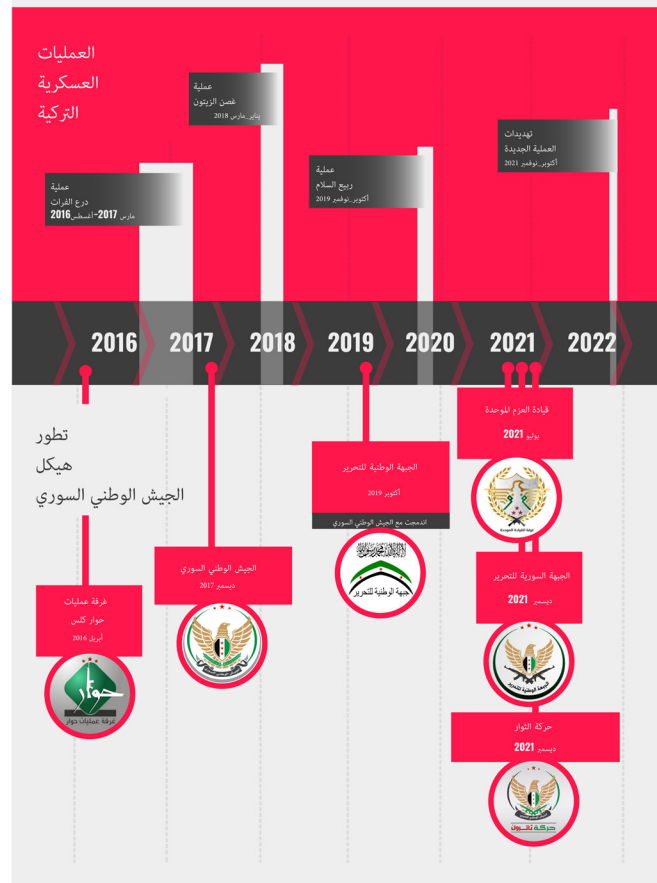 العمليات
العسكرية
التركية
عملية
درع الفرات
مارس 2017-أغسطس2016
عملية
غصن الزيتون
يناير_مارس 2018
عملية
ربيع السلام
أكتوبر_نوفمبر 2019
تهديدات
العملية الجديدة
أكتوبر_نوفمبر 2021
2016
2017
2018
2019
2020
2021
2022
تطور
هيكل
الجيش الوطني السوري
غرفة عمليات
حوار كلس
أبريل 2016
حوار
غرفة عمليات حوار
الجيش الوطني السوري
ديسمبر 2017
الجبهة الوطنية للتحرير
أكتوبر 2019
اندمجت مع الجيش الوطني السوري
جبهة الوطنية للتحرير
قيادة العزم الموحدة
يوليو 2021
الجبهة السورية للتحرير
ديسمبر 2021
الجبهة الوطنية للتحرير
حركة الثوار
ديسمبر 2021